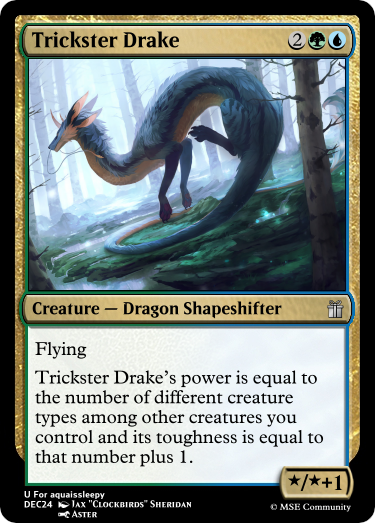 Trickster Drake 2
Creature — Dragon Shapeshifter
Flying
Trickster Drake's power is equal to
the number of different creature
types among other creatures you
control and its toughness is equal to
that number plus 1.
★/★+1
U For aquaissleepy
DEC24 Jax "Clockbirds" Sheridan
Aster
© MSE Community